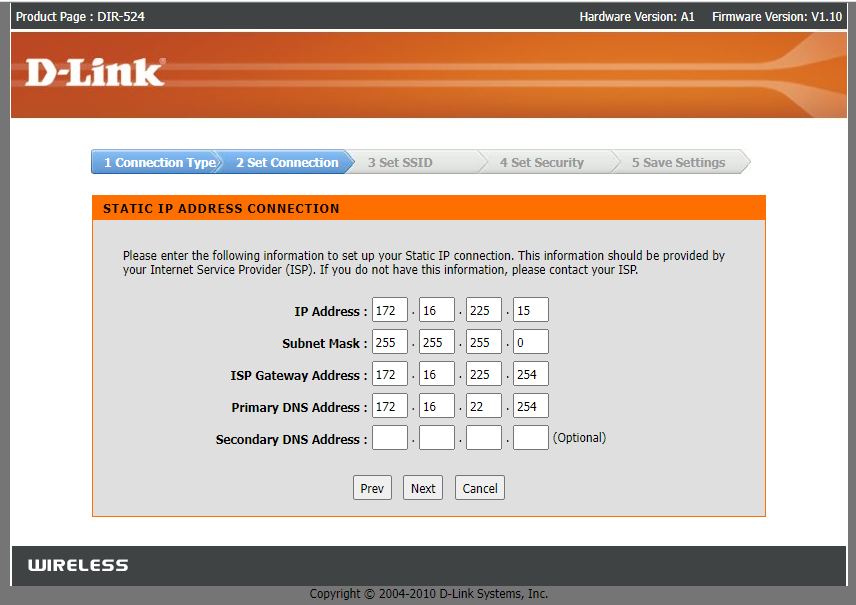 Product Page : DIR-524 Hardware Version: A1 Firmware Version: V1.10
D-Link®
1 Connection Type 2 Set Connection 3 Set SSID 4 Set Security 5 Save Settings
STATIC IP ADDRESS CONNECTION
Please enter the following information to set up your Static IP connection. This information should be provided by
your Internet Service Provider (ISP). If you do not have this information, please contact your ISP.
IP Address : 172 . 16 . 225 . 15
Subnet Mask : 255 . 255 . 255 . 0
ISP Gateway Address : 172 . 16 . 225 . 254
Primary DNS Address : 172 . 16 . 22 . 254
Secondary DNS Address : . . . (Optional)
Prev Next Cancel
WIRELESS
Copyright © 2004-2010 D-Link Systems, Inc.